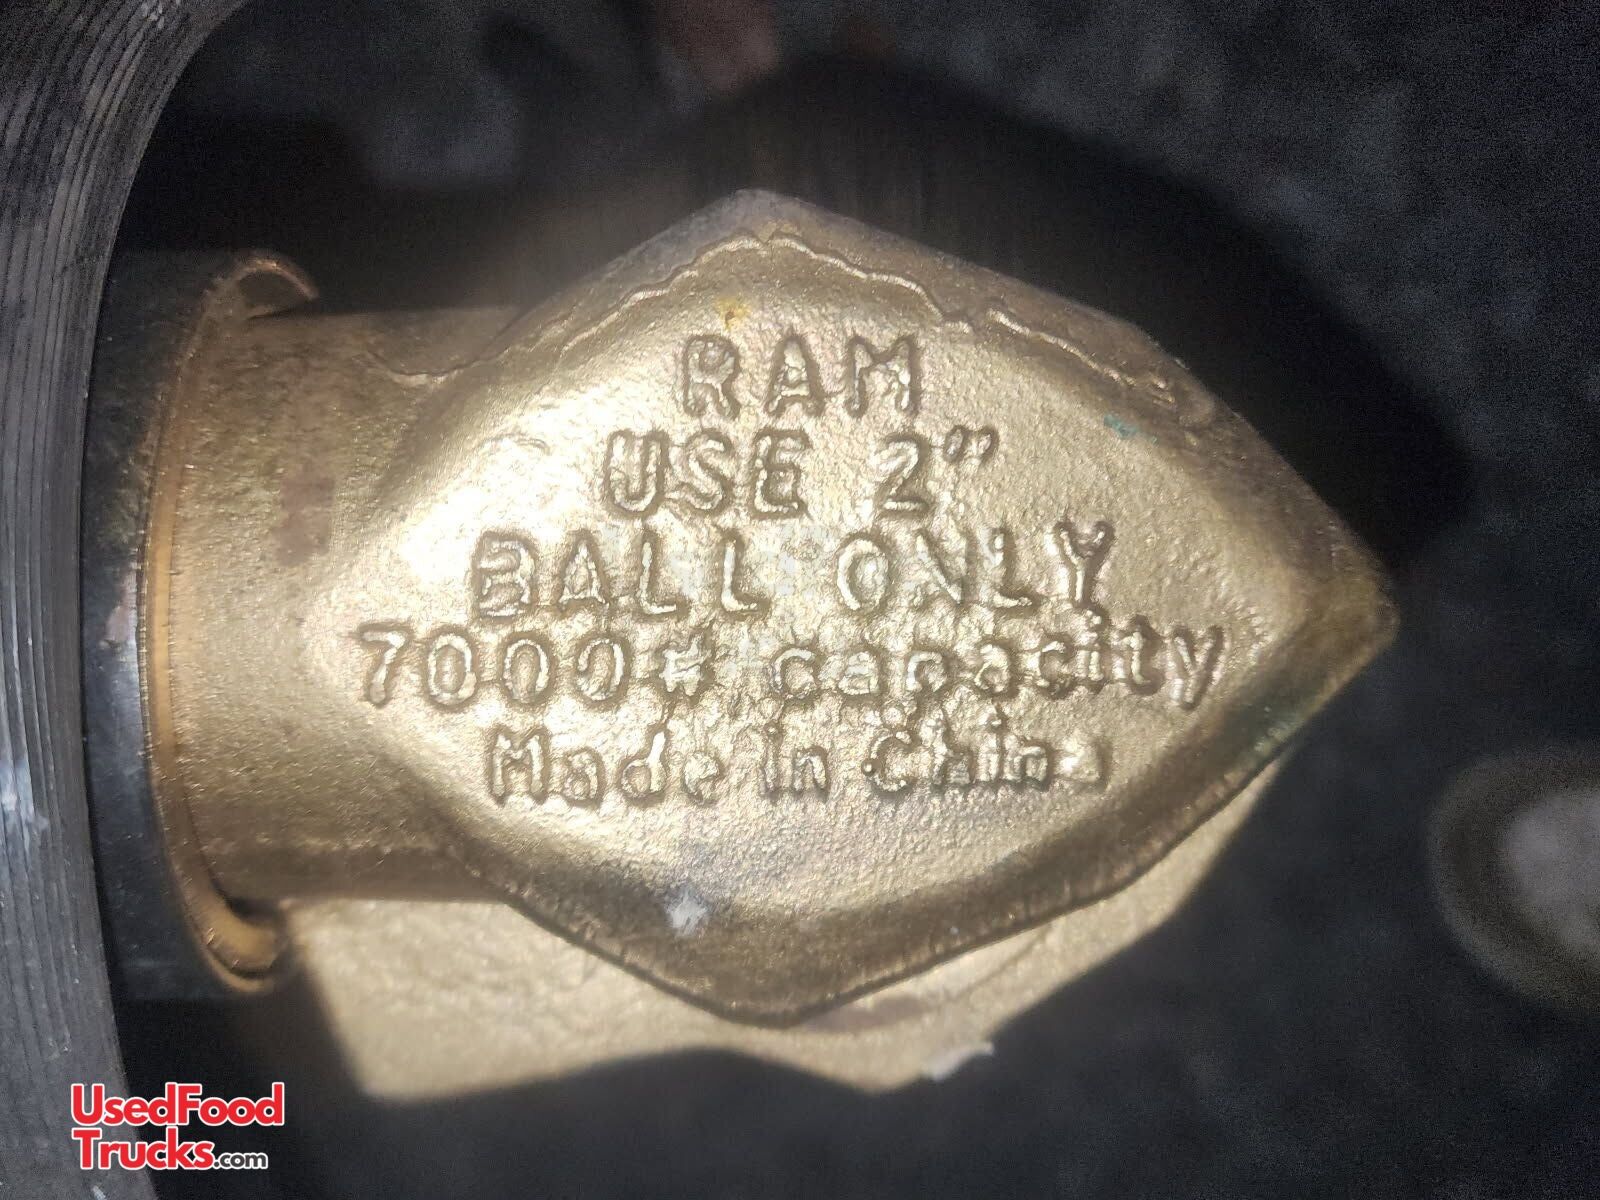 RAM
USE 2"
BALL ONLY
7000# capacity
Made in China
UsedFood
Trucks.com